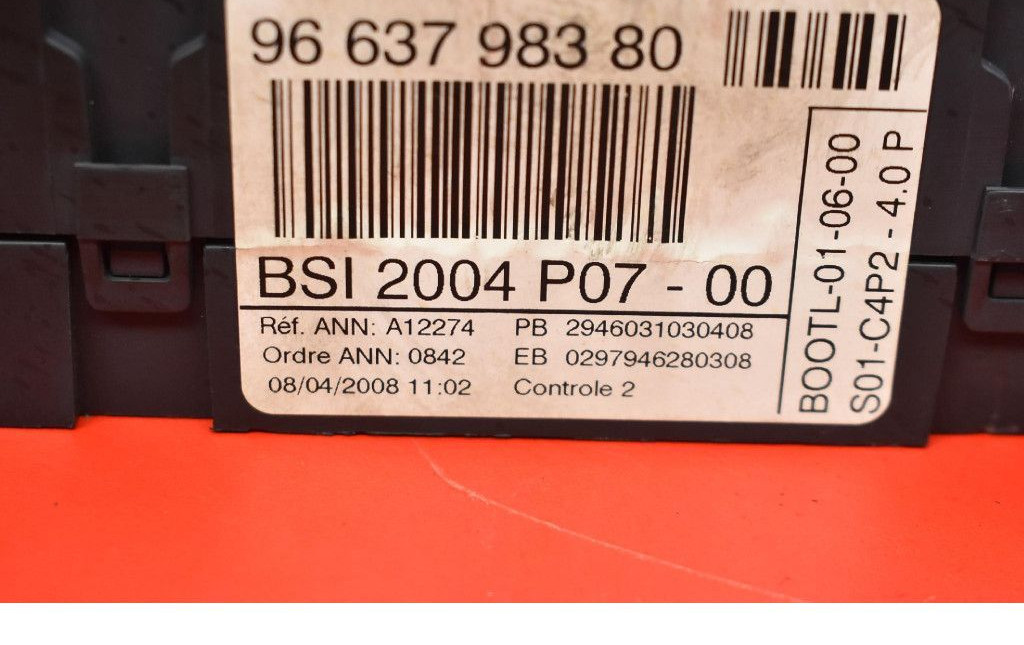 96 637 983 80
BSI 2004 P07 - 00
Réf. ANN: A12274 PB 2946031030408
Ordre ANN: 0842 EB 0297946280308
08/04/2008 11:02 Controle 2
BOOTL-01-06-00
S01-C4P2 - 4.0 P